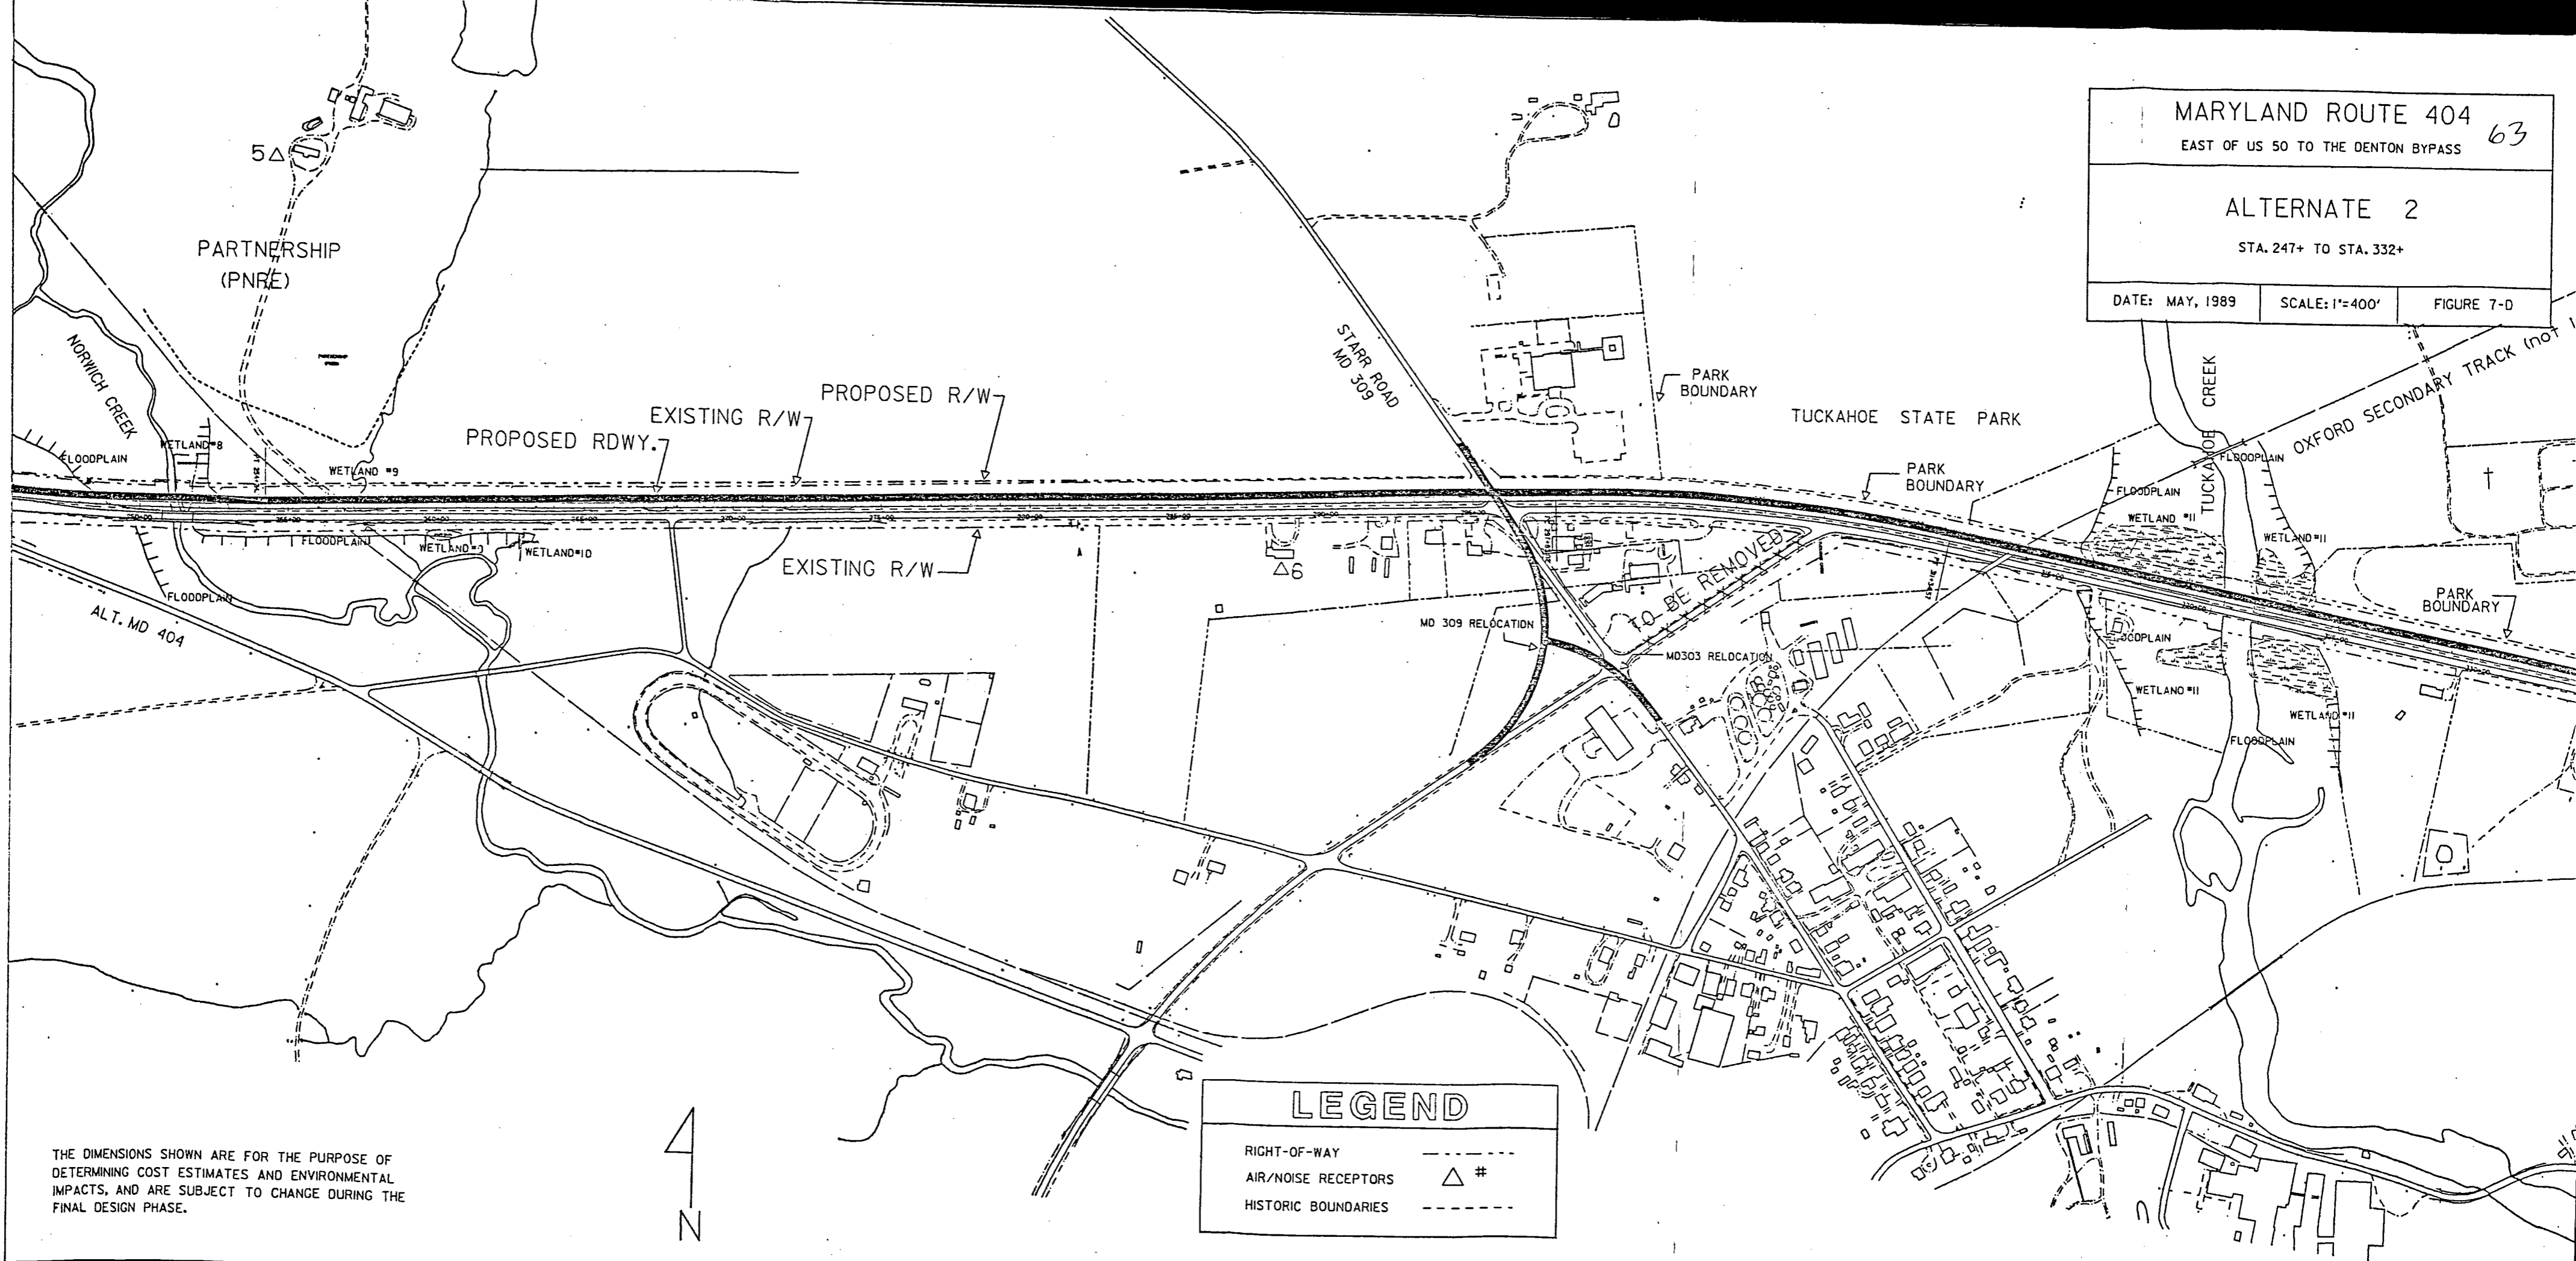 MARYLAND ROUTE 404
63
EAST OF US 50 TO THE DENTON BYPASS
ALTERNATE 2
STA. 247+ TO STA. 332+
DATE: MAY, 1989
SCALE: 1"=400'
FIGURE 7-D
5
PARTNERSHIP
(PNRE)
NORWICH CREEK
FLOODPLAIN
WETLAND #8
WETLAND #9
PROPOSED RDWY.
EXISTING R/W
PROPOSED R/W
STARR ROAD
MD 309
PARK
BOUNDARY
TUCKAHOE STATE PARK
PARK
BOUNDARY
TUCKAHOE CREEK
OXFORD SECONDARY TRACK (not
FLOODPLAIN
FLOODPLAIN
WETLAND #11
WETLAND #11
FLOODPLAIN
WETLAND #10
FLOODPLAIN
EXISTING R/W
6
TO BE REMOVED
PARK
BOUNDARY
ALT. MD 404
MD 309 RELOCATION
MD303 RELOCATION
WETLAND #11
WETLAND #11
FLOODPLAIN
LEGEND
RIGHT-OF-WAY
AIR/NOISE RECEPTORS #
HISTORIC BOUNDARIES
THE DIMENSIONS SHOWN ARE FOR THE PURPOSE OF
DETERMINING COST ESTIMATES AND ENVIRONMENTAL
IMPACTS, AND ARE SUBJECT TO CHANGE DURING THE
FINAL DESIGN PHASE.
N